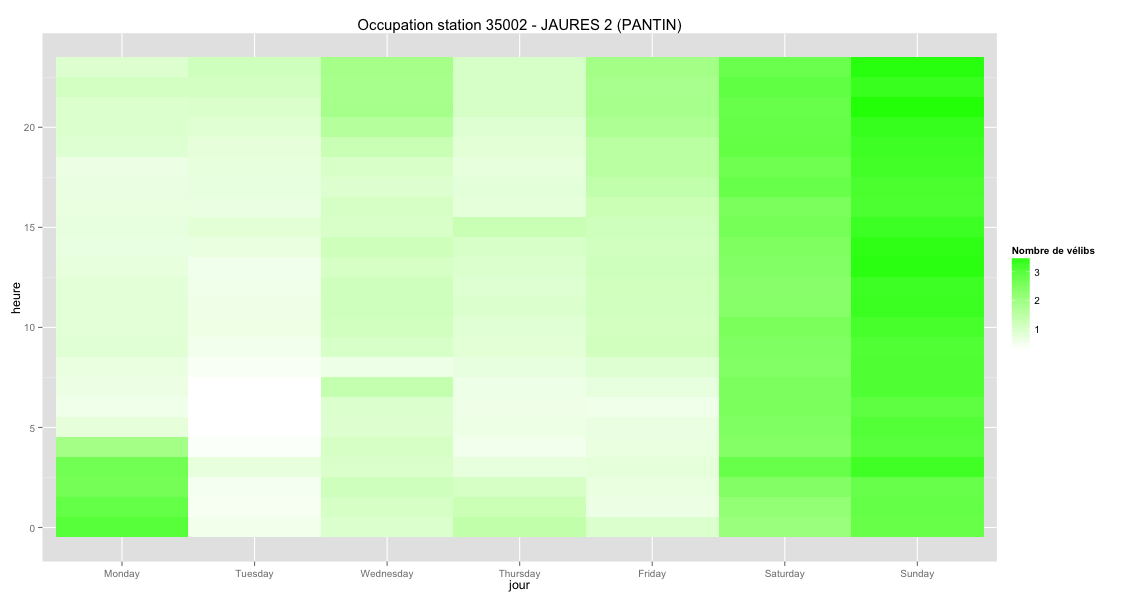 Occupation station 35002 - JAURES 2 (PANTIN)
heure
20
15
10
5
0
Monday Tuesday Wednesday Thursday Friday Saturday Sunday
jour
Nombre de vélibs
3
2
1